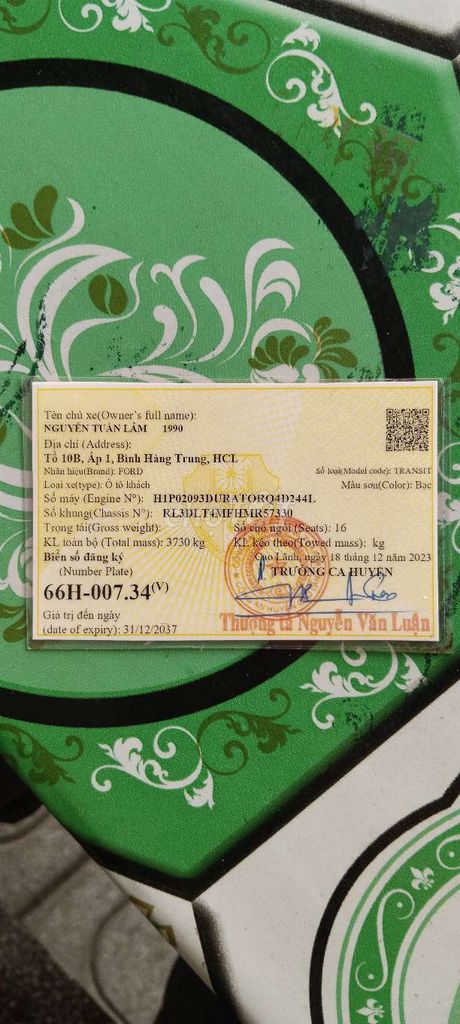 Tên chủ xe(Owner's full name):
NGUYỄN TUẤN LÂM 1990
Địa chỉ (Address):
Tổ 10B, Ấp 1, Bình Hàng Trung, HCL
Nhãn hiệu(Brand): FORD Số loại(Model code): TRANSIT
Loại xe(type): Ô tô khách Màu sơn(Color): Bạc
Số máy (Engine N°): H1P02093DURATORQ4D244L
Số khung(Chassis N°): RL3DLT4MFHMR57330
Trọng tải(Gross weight): Số chỗ ngồi (Seats): 16
KL toàn bộ (Total mass): 3730 kg KL kéo theo(Towed mass): kg
Biển số đăng ký Cao Lãnh, ngày 18 tháng 12 năm 2023
(Number Plate) TRƯỞNG CA HUYỆN
66H-007.34(V)
Giá trị đến ngày Thượng tá Nguyễn Văn Luận
(date of expiry): 31/12/2037